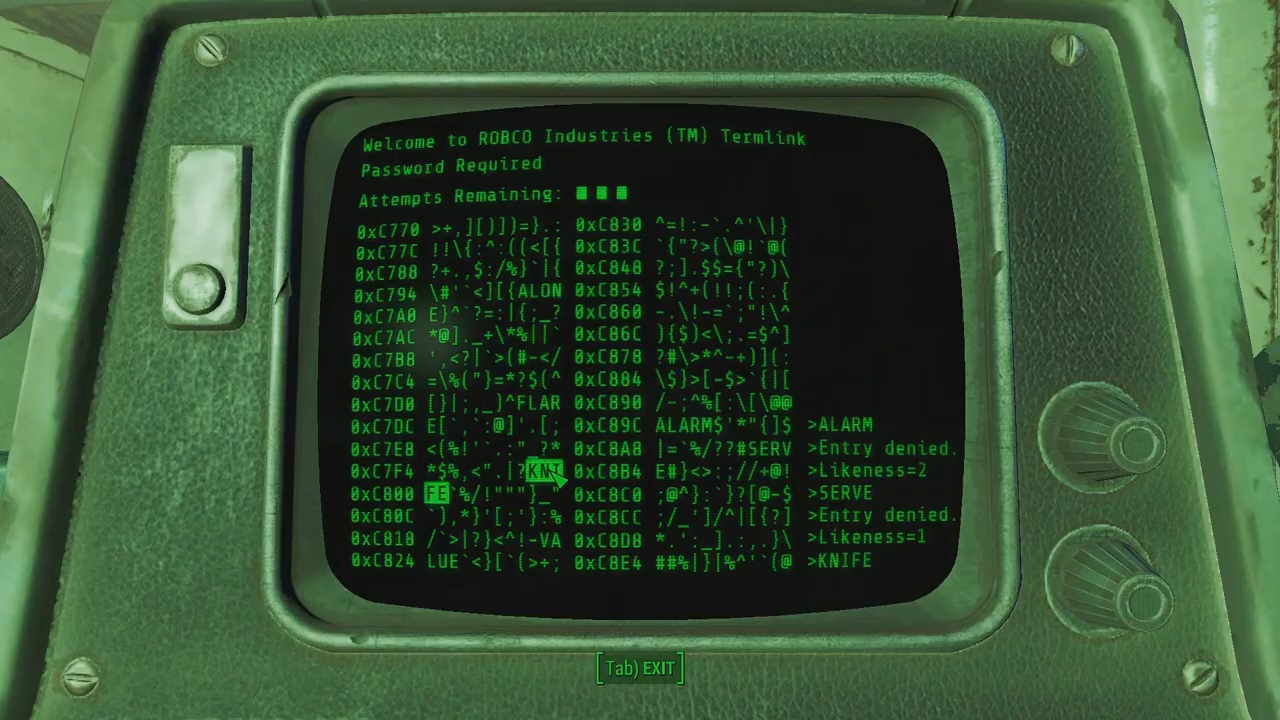 Welcome to ROBCO Industries (TM) Termlink
Password Required
Attempts Remaining: ■ ■ ■
0xC770 >+,][)])=}.: 0xC830 ^=!:-`.^'\|}
0xC77C !!\{:^:((<[{ 0xC83C `{"?>(\@!`@{
0xC788 ?+.,$:/%}`|{ 0xC848 ?;].$$={"?)\
0xC794 \#'`<][{ALON 0xC854 $!^+(!!;(:.{
0xC7A0 E}^`?=:|{;_? 0xC860 -.\!-=`;"!\^
0xC7AC *@]._+\*%||` 0xC86C ){$)<\;.=$^]
0xC7B8 ',<?|`>(#-</ 0xC878 ?#\>*^-+)](:
0xC7C4 =\%("}=*?$(^ 0xC884 \$}>[-$>`{|[
0xC7D0 [}|;,_)^FLAR 0xC890 /-;^%[:\[\@@
0xC7DC E[`,`:@]'.[; 0xC89C ALARM$'*"{]$ >ALARM
0xC7E8 <(%!'`.:"_?* 0xC8A8 |=`%/??#SERV >Entry denied.
0xC7F4 *$%,<".|?KNI 0xC8B4 E#}<>:;//+@! >Likeness=2
0xC800 FE`%/!"""}_" 0xC8C0 ;@^}:`}?[@-$ >SERVE
0xC80C `),*}'[;'}:% 0xC8CC ;/_']/^|[{?] >Entry denied.
0xC818 /`>|?}<^!-VA 0xC8D8 *.':_].:,.}\ >Likeness=1
0xC824 LUE`<}[`(>+; 0xC8E4 ##%|}|%^'`(@ >KNIFE
[Tab) EXIT]